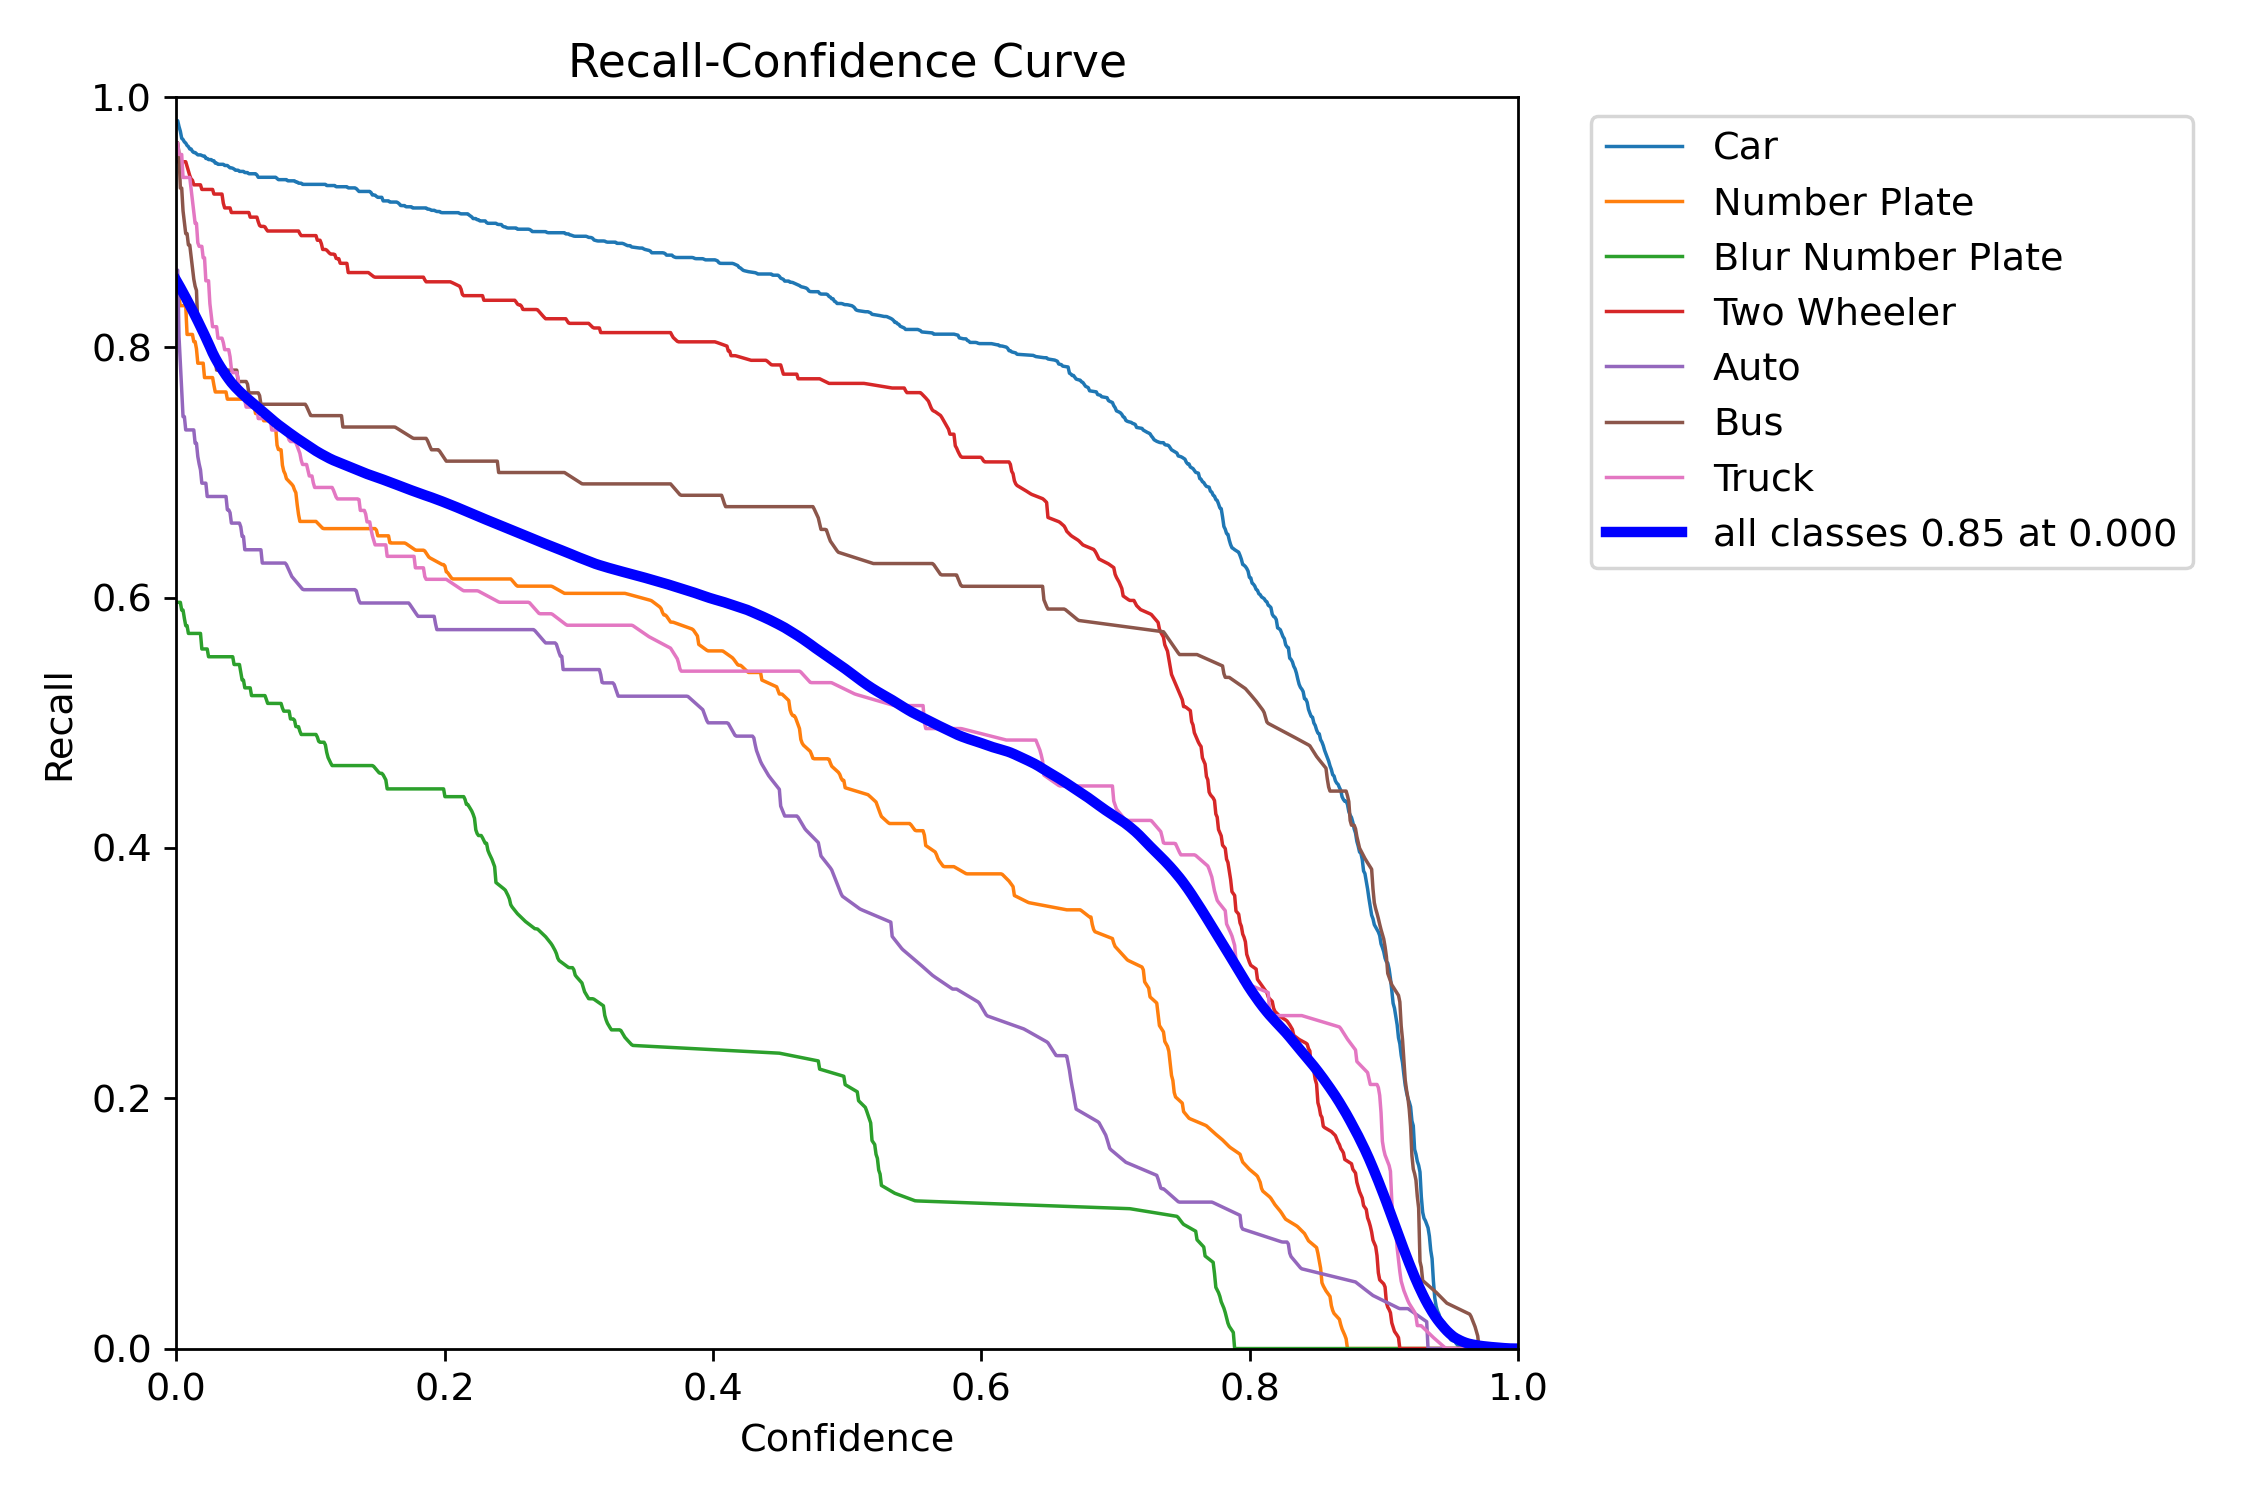 Recall-Confidence Curve
1.0
0.8
0.6
0.4
0.2
0.0
Recall
0.0 0.2 0.4 0.6 0.8 1.0
Confidence
Car
Number Plate
Blur Number Plate
Two Wheeler
Auto
Bus
Truck
all classes 0.85 at 0.000